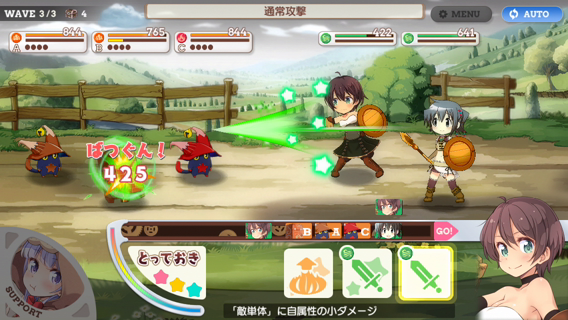 WAVE 3/3 4
通常攻撃
MENU
AUTO
844
765
844
422
641
A
B
C
ばつぐん!
425
B A C GO!
とっておき
SUPPORT
「敵単体」に自属性の小ダメージ